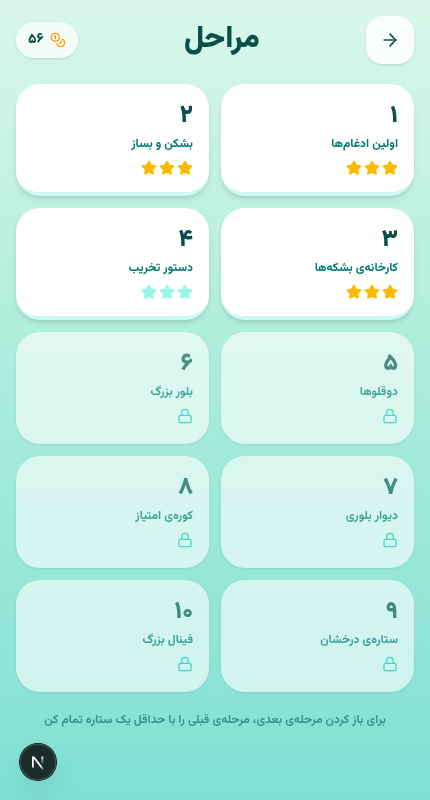 مراحل
۵۶
۱
اولین ادغام‌ها
۲
بشکن و بساز
۳
کارخانه‌ی بشکه‌ها
۴
دستور تخریب
۵
دوقلوها
۶
بلور بزرگ
۷
دیوار بلوری
۸
کوره‌ی امتیاز
۹
ستاره‌ی درخشان
۱۰
فینال بزرگ
برای باز کردن مرحله‌ی بعدی، مرحله‌ی قبلی را با حداقل یک ستاره تمام کن
N